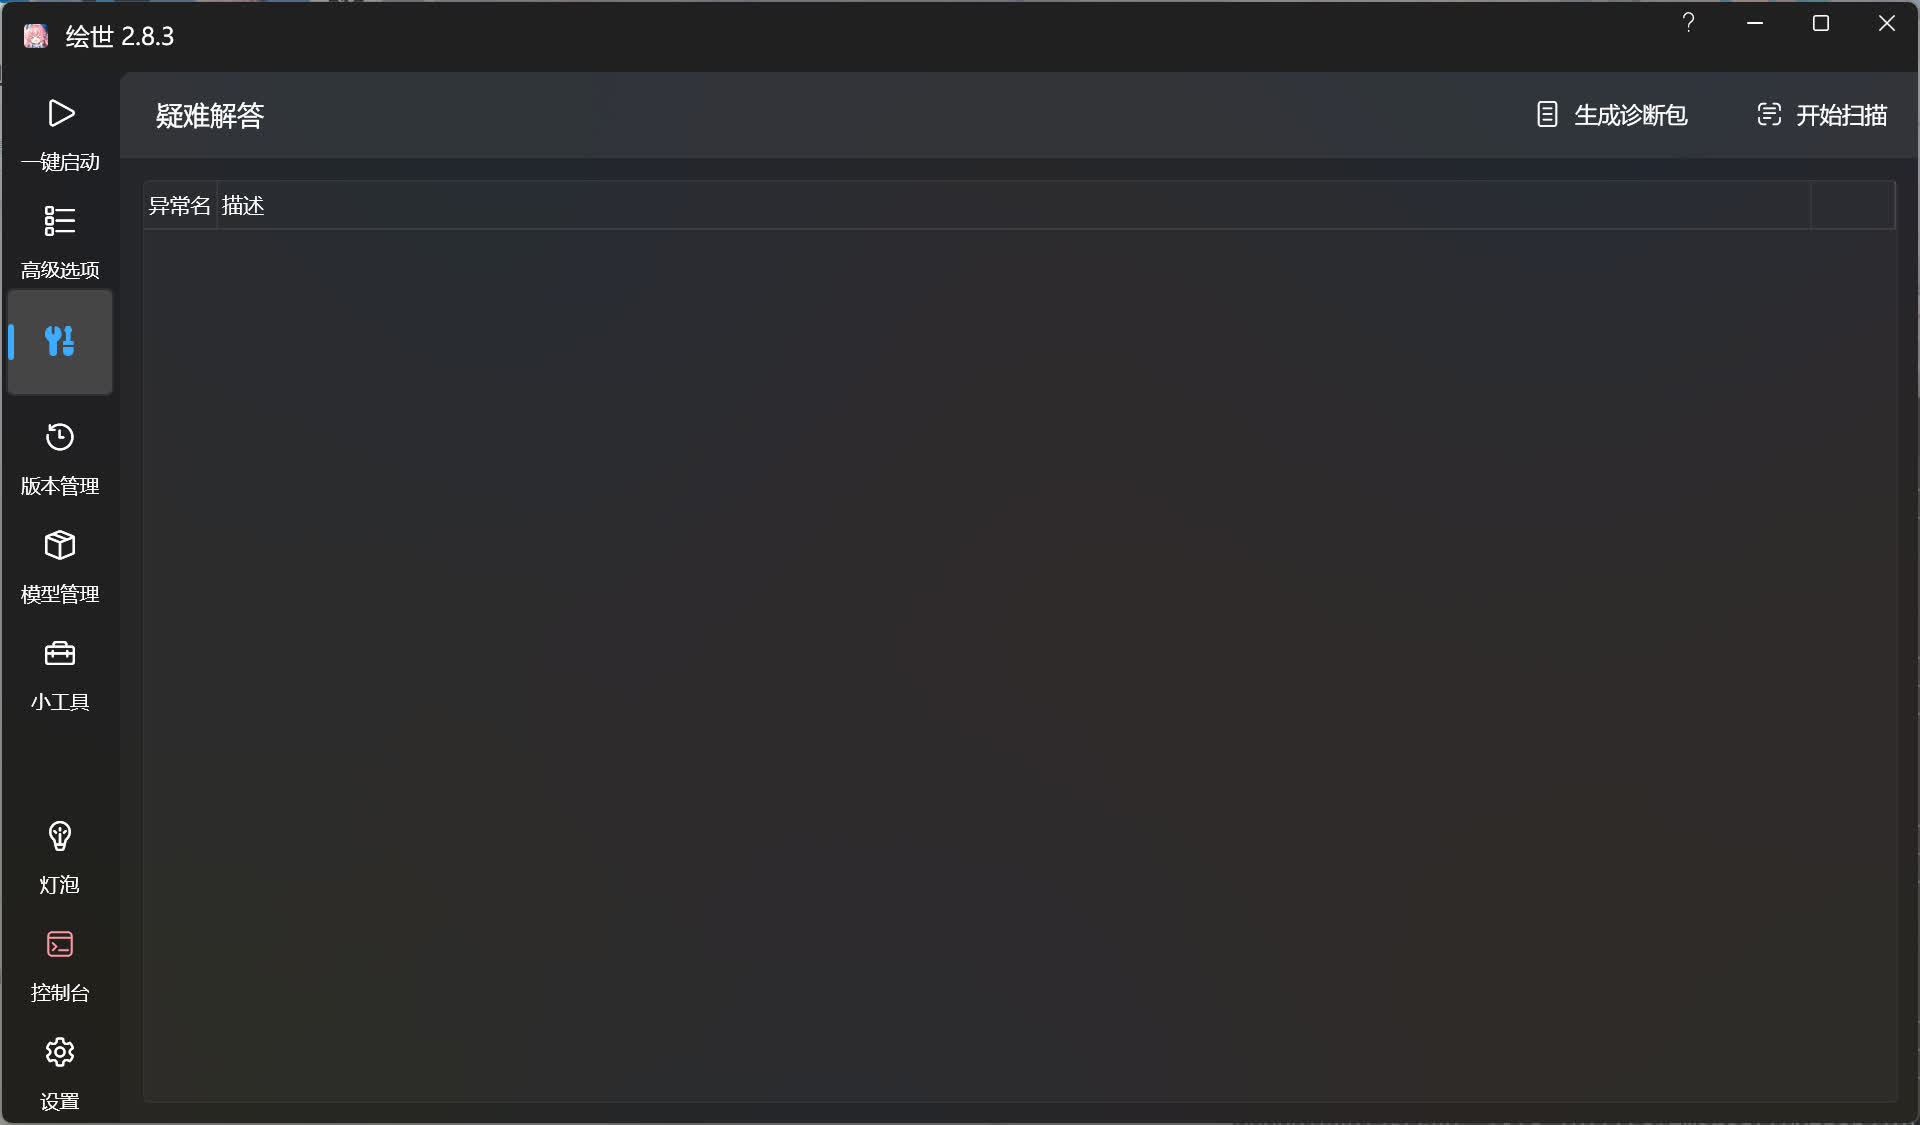 绘世 2.8.3
疑难解答
生成诊断包
开始扫描
一键启动
高级选项
版本管理
模型管理
小工具
灯泡
控制台
设置
异常名
描述